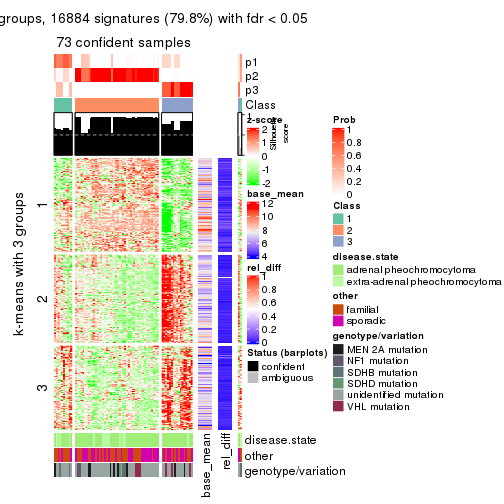 groups, 16884 signatures (79.8%) with fdr < 0.05
73 confident samples
p1
p2
p3
Class
1
Silhouette
score
k-means with 3 groups
1
2
3
z-score
2
1
0
-1
-2
base_mean
12
10
8
6
4
rel_diff
1
0.8
0.6
0.4
0.2
0
Status (barplots)
confident
ambiguous
Prob
1
0.8
0.6
0.4
0.2
0
Class
1
2
3
disease.state
adrenal pheochromocytoma
extra-adrenal pheochromocytoma
other
familial
sporadic
genotype/variation
MEN 2A mutation
NF1 mutation
SDHB mutation
SDHD mutation
unidentified mutation
VHL mutation
disease.state
other
genotype/variation
base_mean
rel_diff